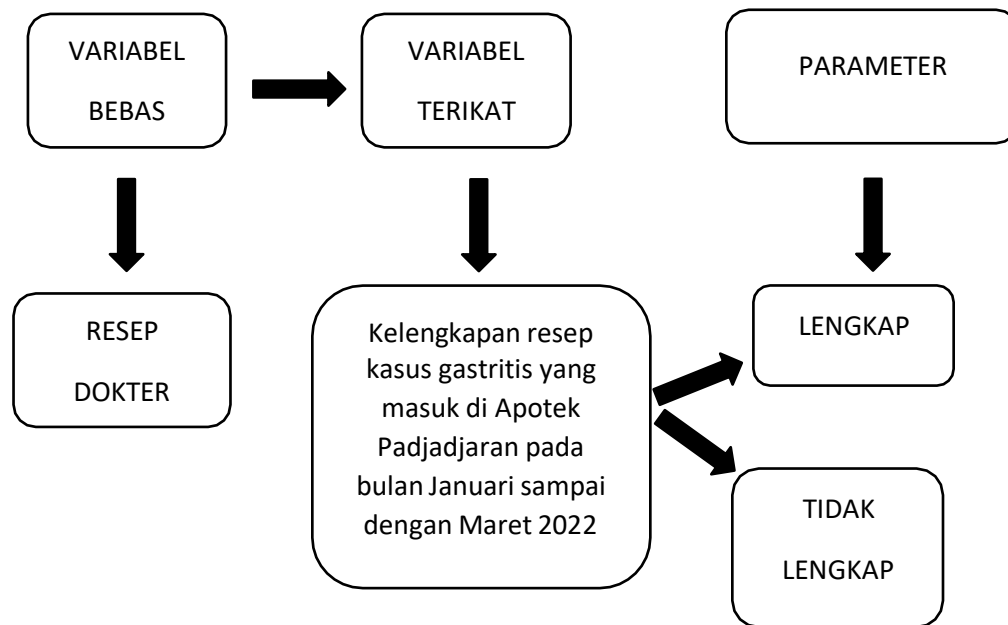 VARIABEL
BEBAS
VARIABEL
TERIKAT
PARAMETER
RESEP
DOKTER
Kelengkapan resep
kasus gastritis yang
masuk di Apotek
Padjadjaran pada
bulan Januari sampai
dengan Maret 2022
LENGKAP
TIDAK
LENGKAP